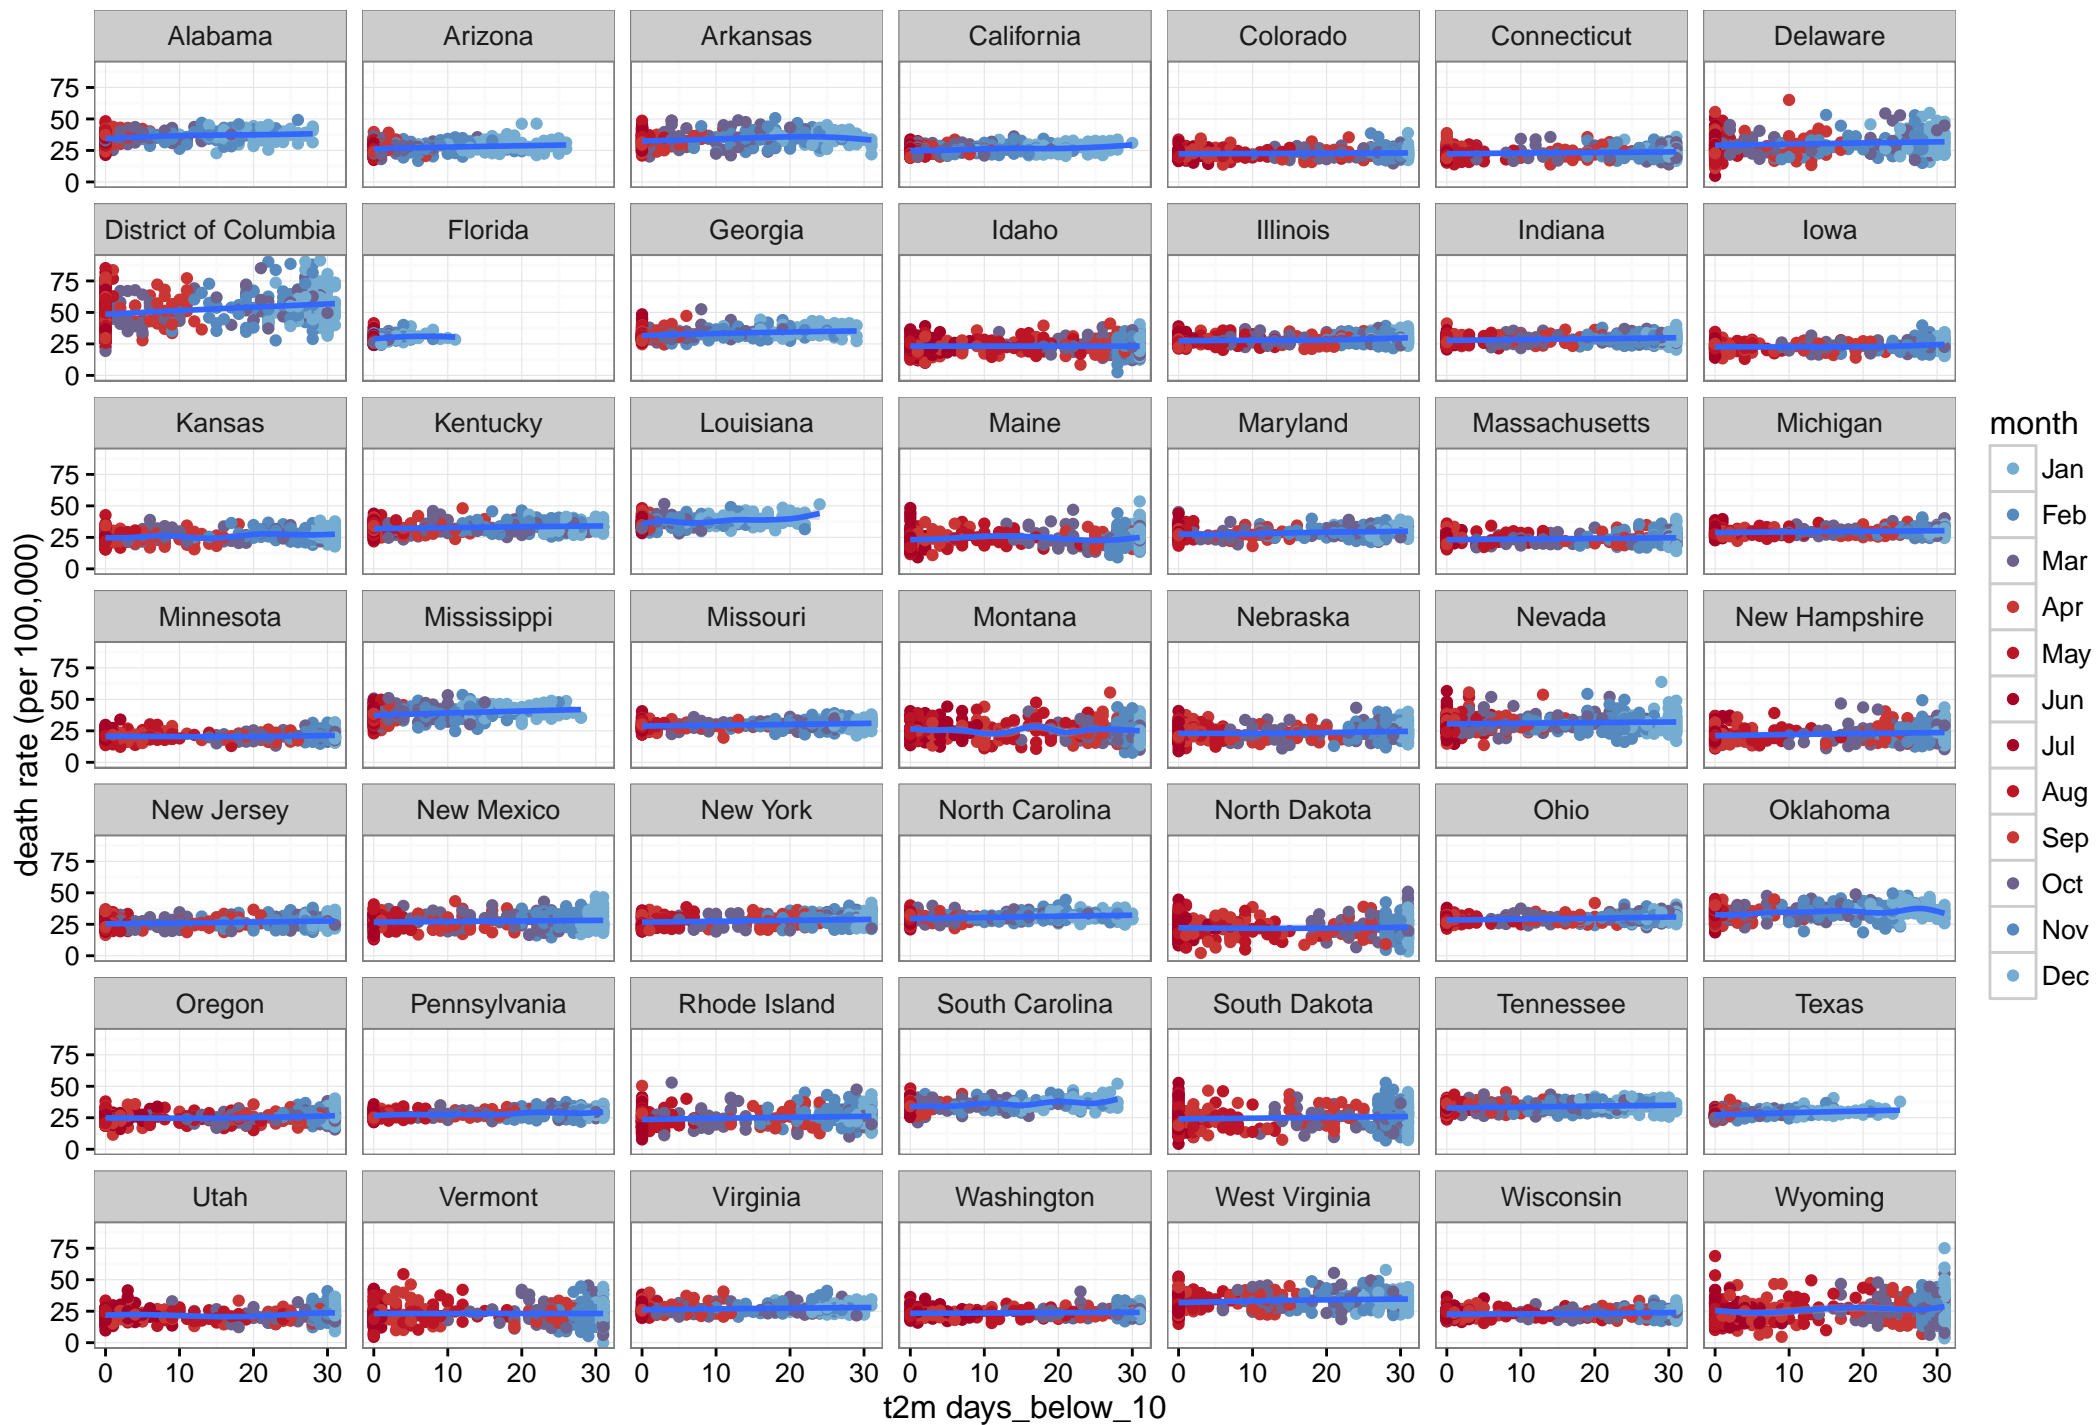 Alabama Arizona Arkansas California Colorado Connecticut Delaware
75
50
25
0
District of Columbia Florida Georgia Idaho Illinois Indiana Iowa
75
50
25
0
Kansas Kentucky Louisiana Maine Maryland Massachusetts Michigan
75
50
25
0
Minnesota Mississippi Missouri Montana Nebraska Nevada New Hampshire
75
50
25
0
New Jersey New Mexico New York North Carolina North Dakota Ohio Oklahoma
75
50
25
0
Oregon Pennsylvania Rhode Island South Carolina South Dakota Tennessee Texas
75
50
25
0
Utah Vermont Virginia Washington West Virginia Wisconsin Wyoming
75
50
25
0
0 10 20 30 0 10 20 30 0 10 20 30 0 10 20 30 0 10 20 30 0 10 20 30 0 10 20 30
t2m days_below_10
death rate (per 100,000)
month
Jan
Feb
Mar
Apr
May
Jun
Jul
Aug
Sep
Oct
Nov
Dec